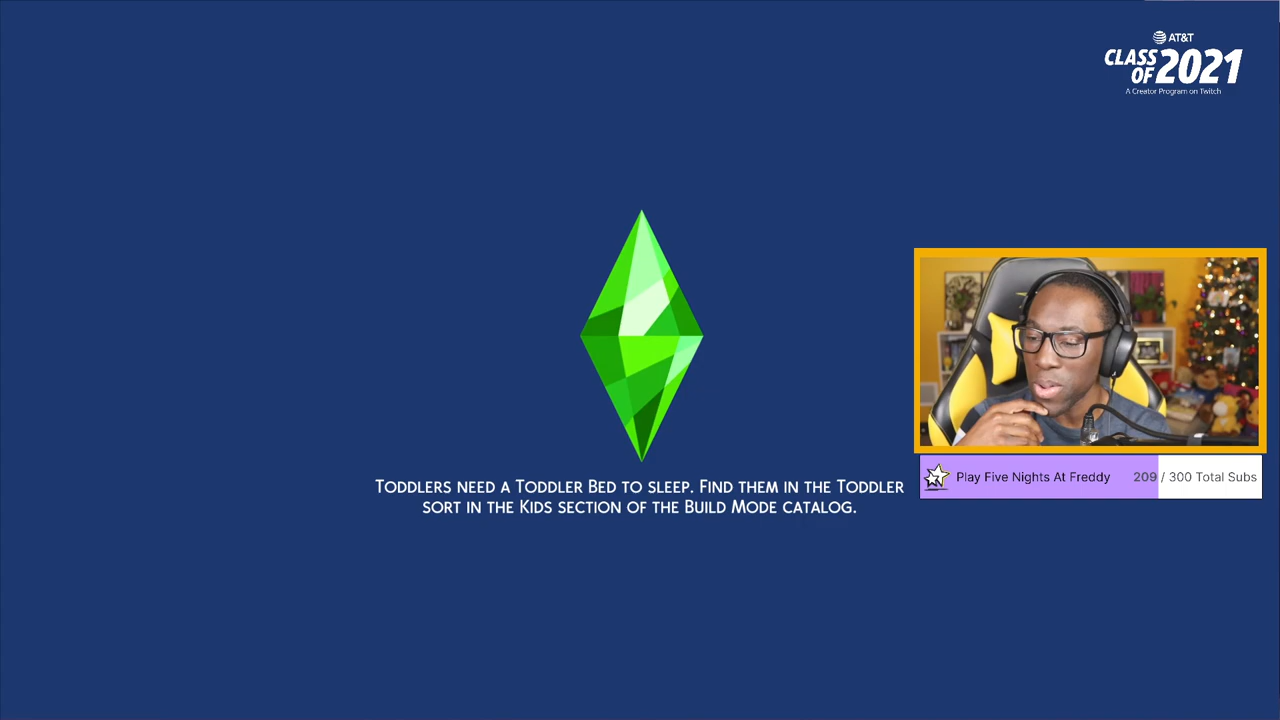 AT&T
CLASS
OF 2021
A Creator Program on Twitch
Play Five Nights At Freddy 209 / 300 Total Subs
TODDLERS NEED A TODDLER BED TO SLEEP. FIND THEM IN THE TODDLER
SORT IN THE KIDS SECTION OF THE BUILD MODE CATALOG.